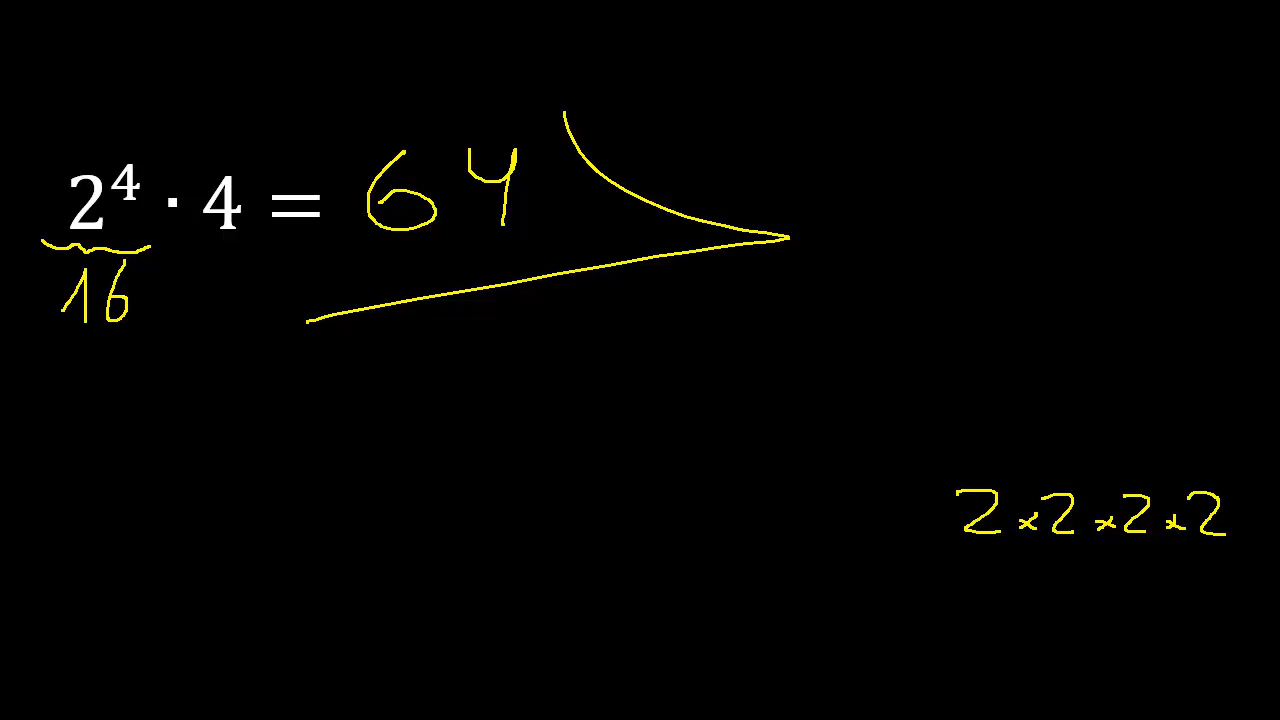 2⁴ · 4 = 64
16
2 × 2 × 2 × 2